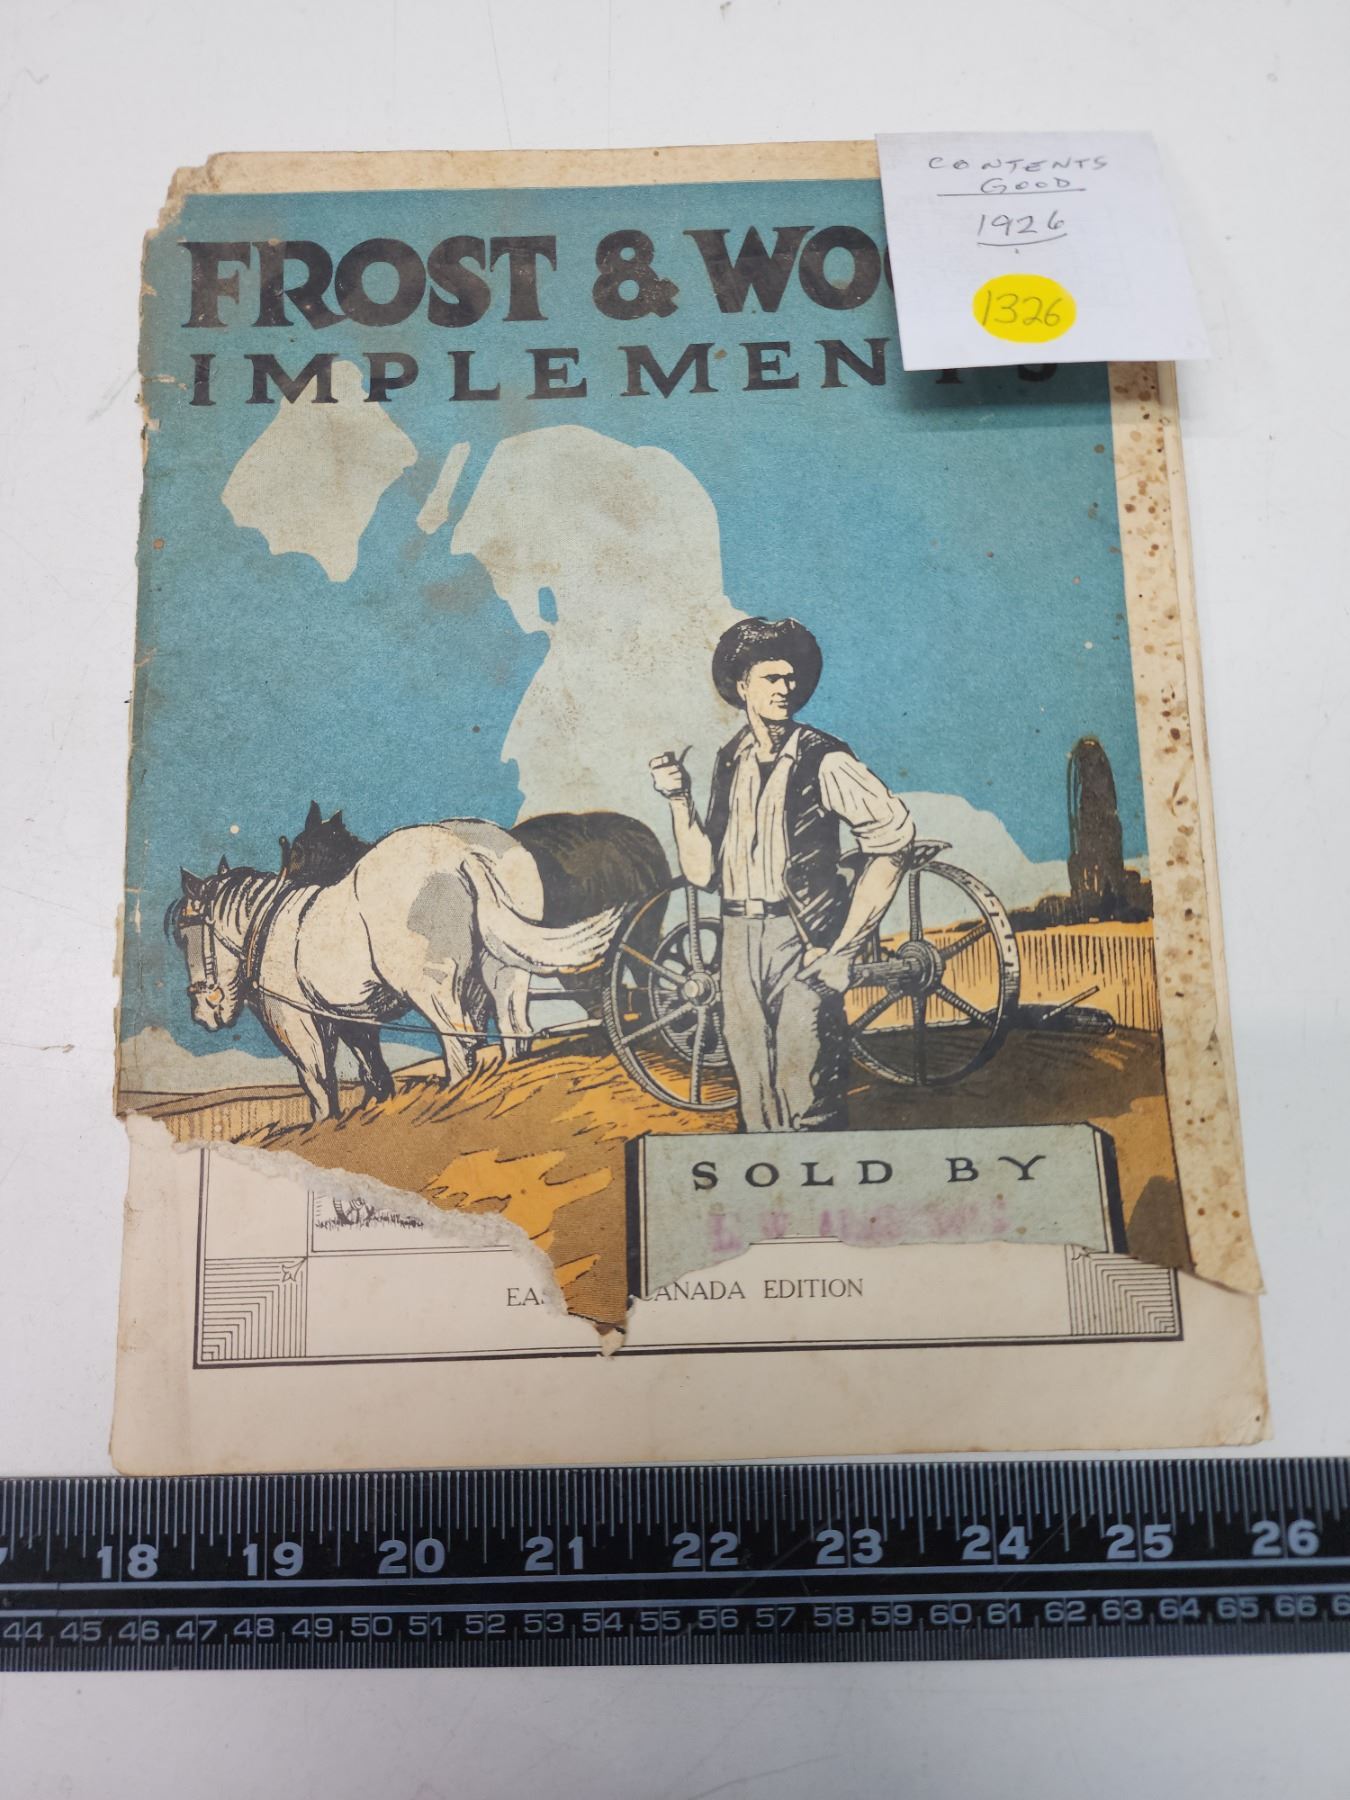 CONTENTS
GOOD
1926
1326
FROST & WOO
IMPLEMENTS
SOLD BY
EAS CANADA EDITION
18 19 20 21 22 23 24 25 26
44 45 46 47 48 49 50 51 52 53 54 55 56 57 58 59 60 61 62 63 64 65 66